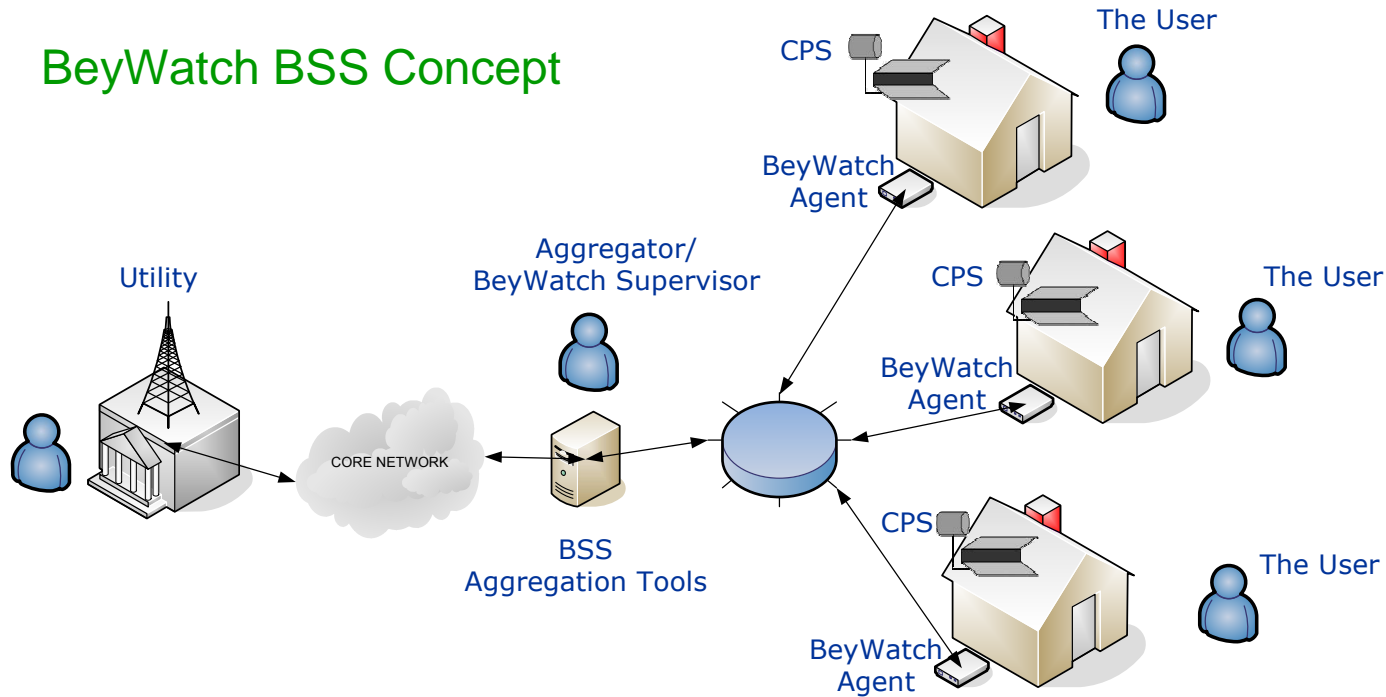 BeyWatch BSS Concept
The User
CPS
BeyWatch
Agent
Aggregator/
BeyWatch Supervisor
Utility
CPS
The User
BeyWatch
Agent
CORE NETWORK
CPS
BSS
Aggregation Tools
The User
BeyWatch
Agent